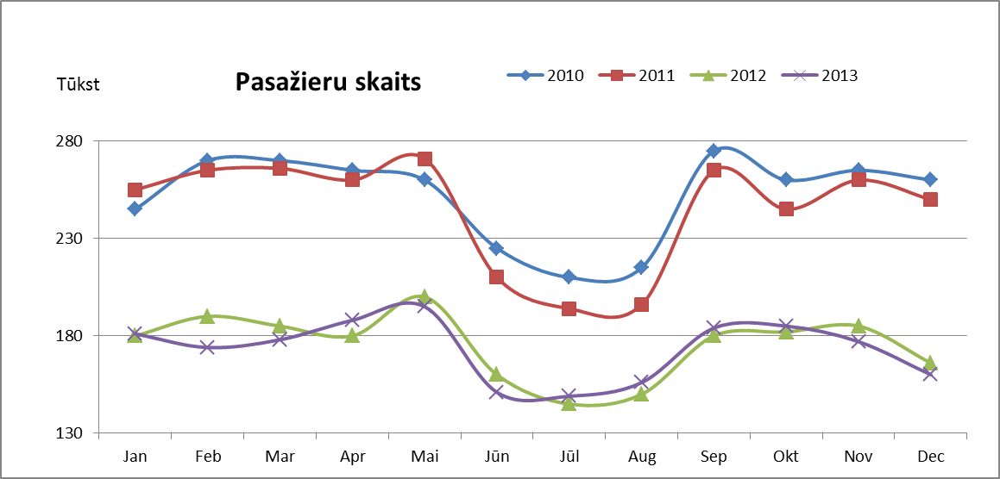 Tūkst
Pasažieru skaits
2010 2011 2012 2013
280
230
180
130
Jan Feb Mar Apr Mai Jūn Jūl Aug Sep Okt Nov Dec